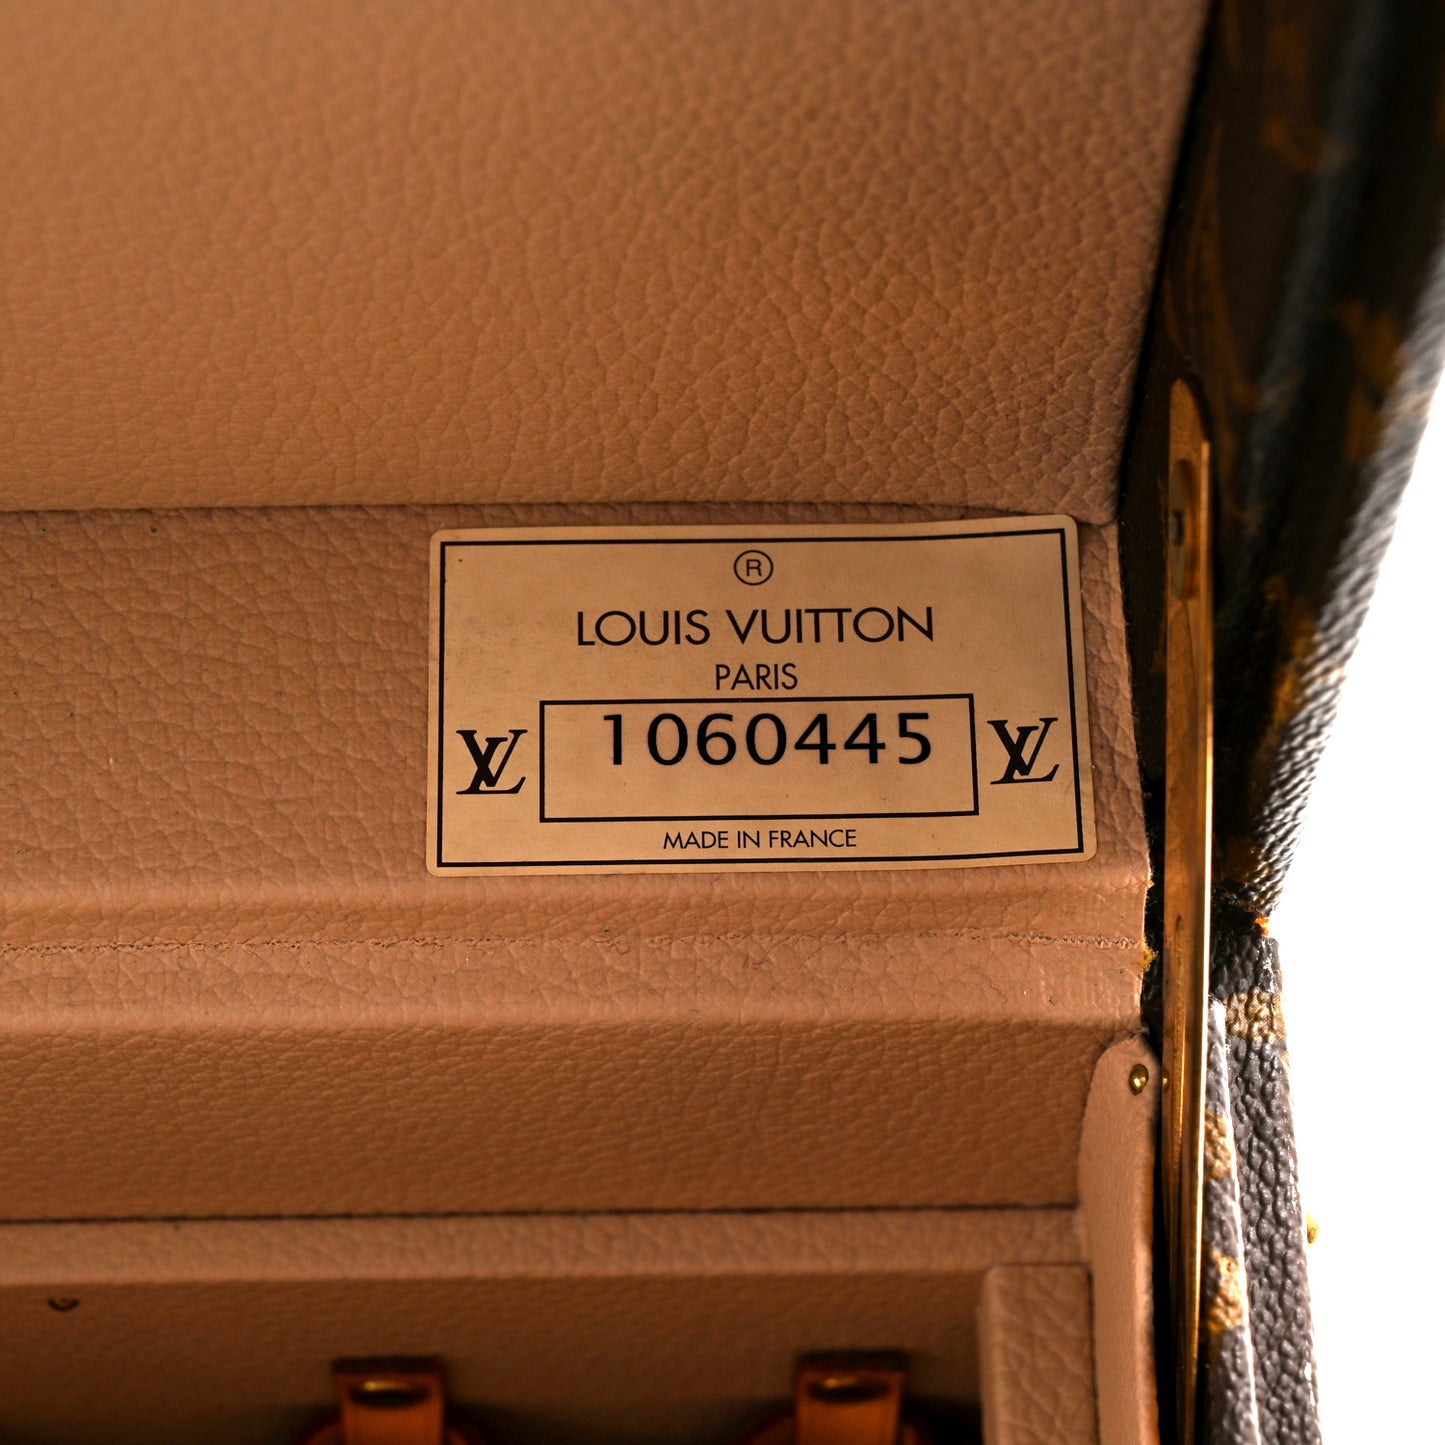 ®
LOUIS VUITTON
PARIS
LV 1060445 LV
MADE IN FRANCE